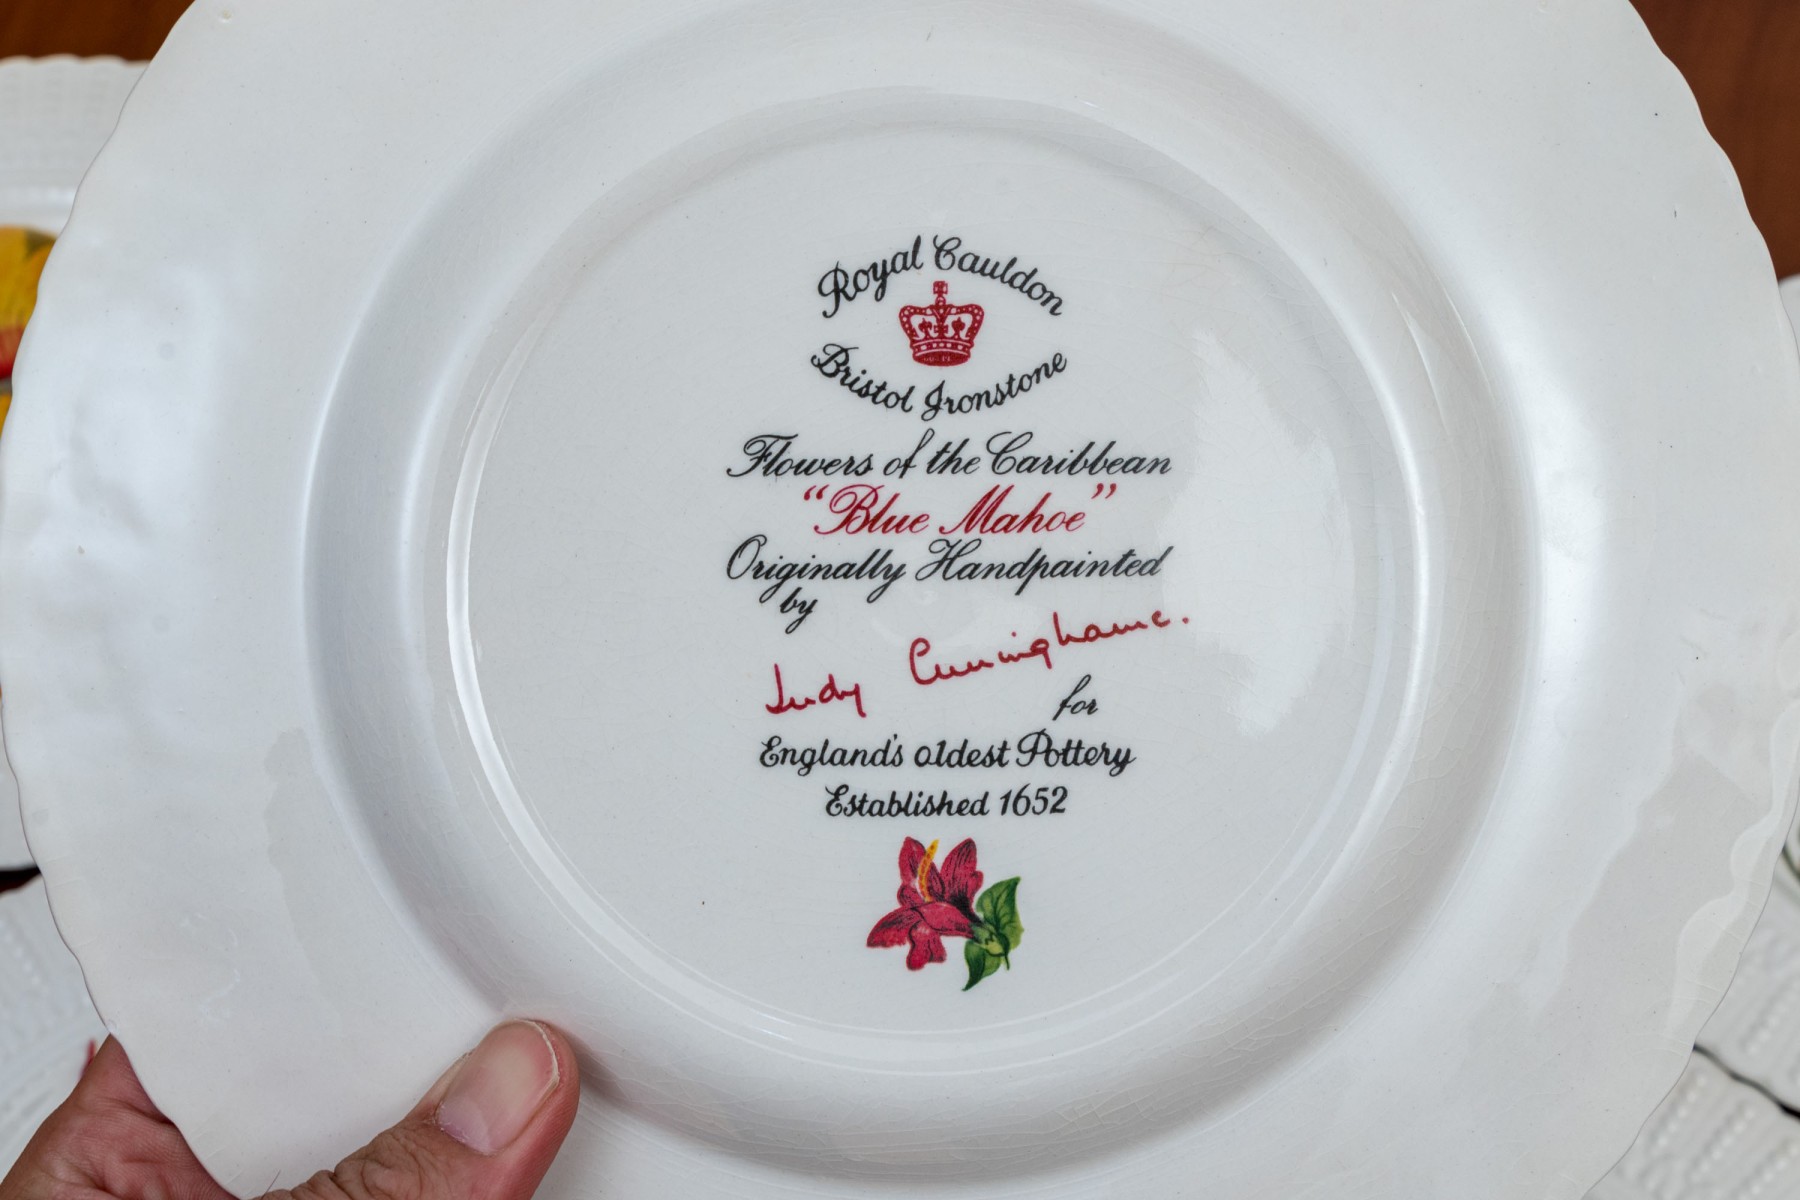 Royal Cauldon
Bristol Ironstone
Flowers of the Caribbean
"Blue Mahoe"
Originally Handpainted
by
Judy Cunninghame.
for
England's oldest Pottery
Established 1652